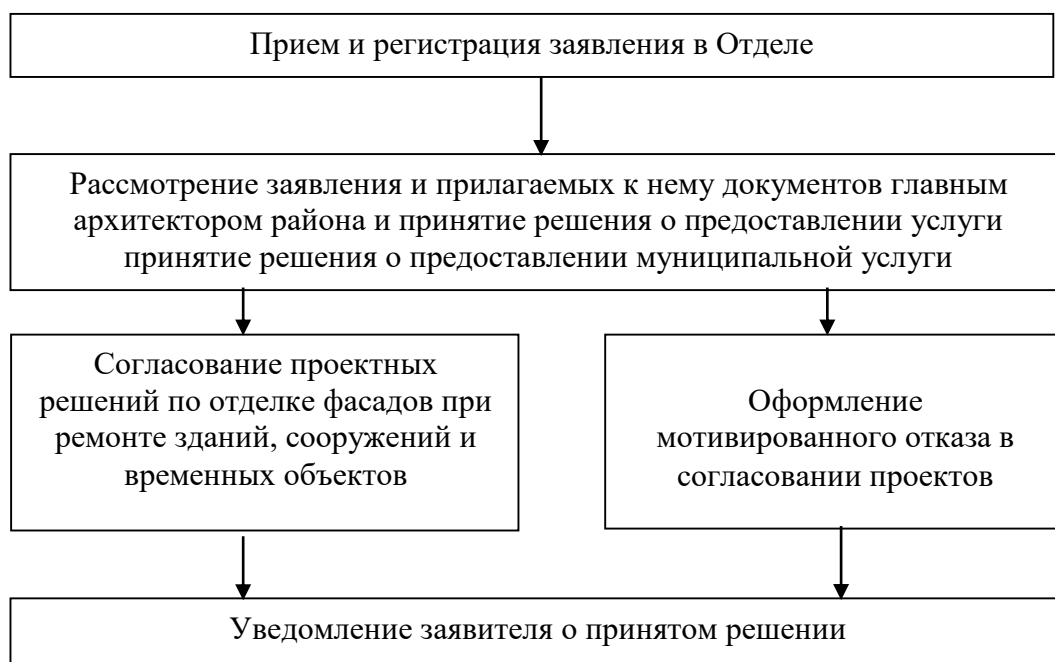 Прием и регистрация заявления в Отделе
Рассмотрение заявления и прилагаемых к нему документов главным
архитектором района и принятие решения о предоставлении услуги
принятие решения о предоставлении муниципальной услуги
Согласование проектных
решений по отделке фасадов при
ремонте зданий, сооружений и
временных объектов
Оформление
мотивированного отказа в
согласовании проектов
Уведомление заявителя о принятом решении